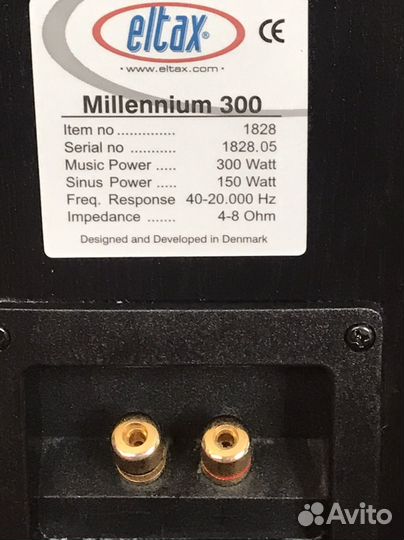 eltax®
CE
• www.eltax.com •
Millennium 300
Item no .............. 1828
Serial no ........... 1828.05
Music Power ..... 300 Watt
Sinus Power ..... 150 Watt
Freq. Response 40-20.000 Hz
Impedance ....... 4-8 Ohm
Designed and Developed in Denmark
Avito